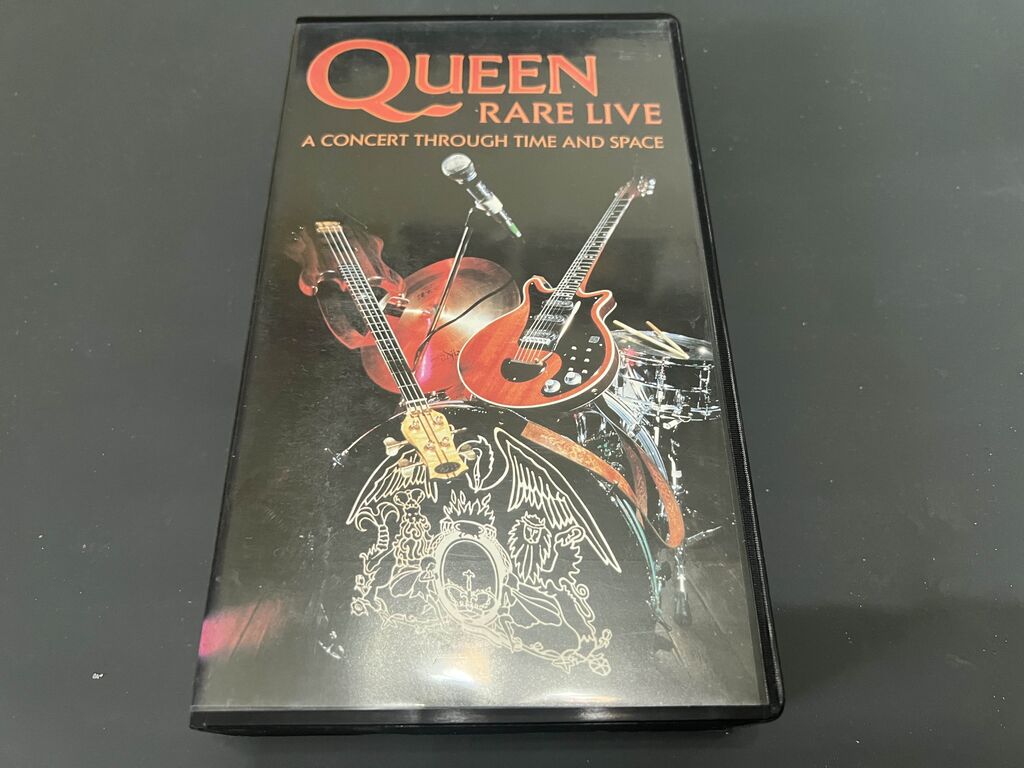 QUEEN
RARE LIVE
A CONCERT THROUGH TIME AND SPACE